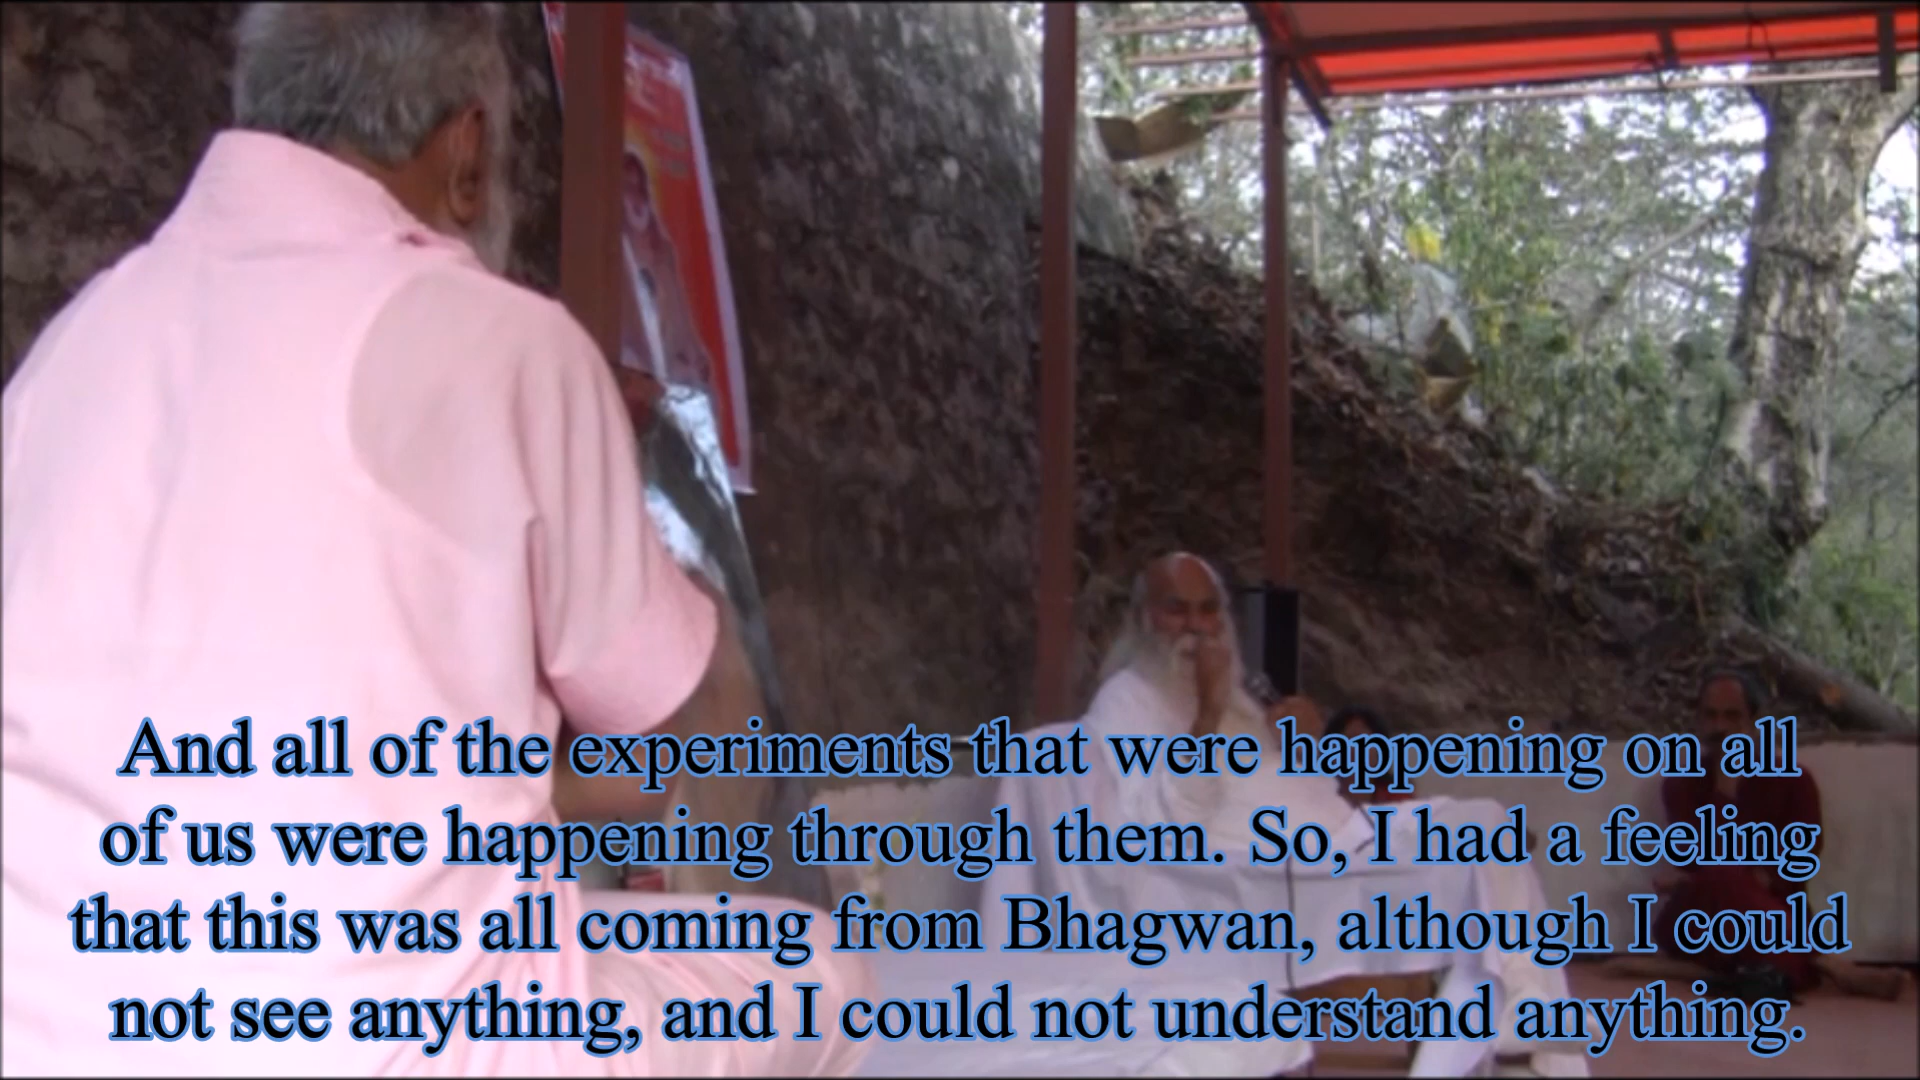 And all of the experiments that were happening on all
of us were happening through them. So, I had a feeling
that this was all coming from Bhagwan, although I could
not see anything, and I could not understand anything.